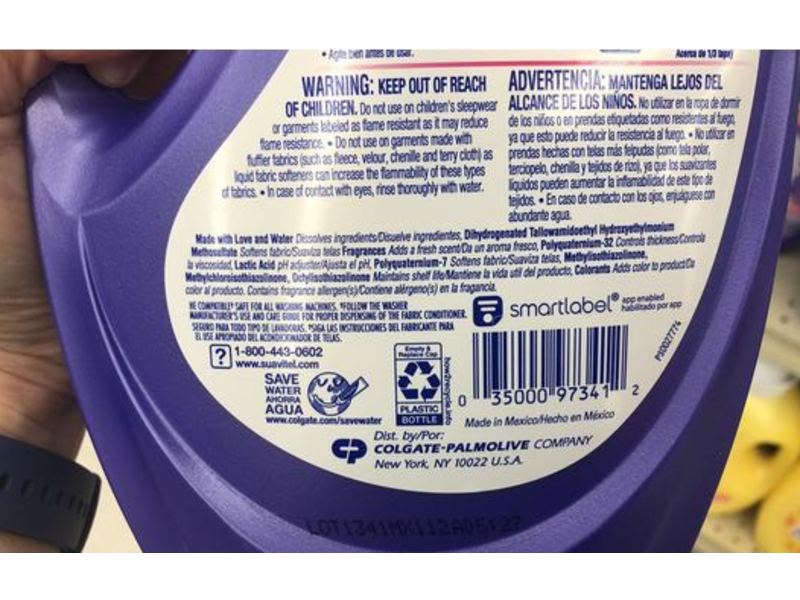 • Agite bien antes de usar.
Acerca de 1/3 tapa)
WARNING: KEEP OUT OF REACH
OF CHILDREN. Do not use on children's sleepwear
or garments labeled as flame resistant as it may reduce
flame resistance. • Do not use on garments made with
fluffier fabrics (such as fleece, velour, chenille and terry cloth) as
liquid fabric softeners can increase the flammability of these types
of fabrics. • In case of contact with eyes, rinse thoroughly with water.
ADVERTENCIA: MANTENGA LEJOS DEL
ALCANCE DE LOS NIÑOS. No utilizar en la ropa de dormir
de los niños o en prendas etiquetadas como resistentes al fuego,
ya que esto puede reducir la resistencia al fuego. • No utilizar en
prendas hechas con telas más felpudas (como tela polar,
terciopelo, chenilla y tejidos de rizo), ya que los suavizantes
líquidos pueden aumentar la inflamabilidad de este tipo de
tejidos. • En caso de contacto con los ojos, enjuáguese con
abundante agua.
Made with Love and Water Dissolves ingredients/Disuelve ingredientes, Dihydrogenated Tallowamidoethyl Hydroxyethylmonium
Methosulfate Softens fabric/Suaviza telas Fragrances Adds a fresh scent/Da un aroma fresco, Polyquaternium-32 Controls thickness/Controla
la viscosidad, Lactic Acid pH adjuster/Ajusta el pH, Polyquaternium-7 Softens fabric/Suaviza telas, Methylisothiazolinone,
Methylchloroisothiazolinone, Octylisothiazolinone Maintains shelf life/Mantiene la vida util del producto, Colorants Adds color to product/Da
color al producto. Contains fragrance allergen(s)/Contiene alérgeno(s) en la fragancia.
HE COMPATIBLE* SAFE FOR ALL WASHING MACHINES. *FOLLOW THE WASHER
MANUFACTURER'S USE AND CARE GUIDE FOR PROPER DISPENSING OF THE FABRIC CONDITIONER.
SEGURO PARA TODO TIPO DE LAVADORAS. *SIGA LAS INSTRUCCIONES DEL FABRICANTE PARA
EL USO APROPIADO DEL ACONDICIONADOR DE TELAS.
smartlabel®
app enabled
habilitado por app
? 1-800-443-0602
www.suavitel.com
SAVE
WATER
AHORRA
AGUA
www.colgate.com/savewater
Empty &
Replace Cap
PLASTIC
BOTTLE
how2recycle.info
0 35000 97341 2
P50027774
Made in Mexico/Hecho en México
CP
Dist. by/Por:
COLGATE-PALMOLIVE COMPANY
New York, NY 10022 U.S.A.
LOT1341MX112A05:27